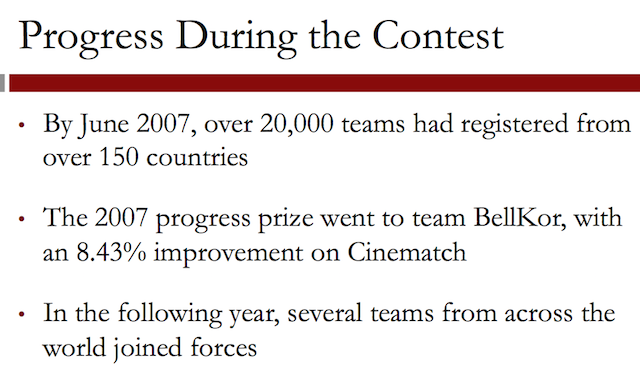 Progress During the Contest
• By June 2007, over 20,000 teams had registered from
over 150 countries
• The 2007 progress prize went to team BellKor, with
an 8.43% improvement on Cinematch
• In the following year, several teams from across the
world joined forces